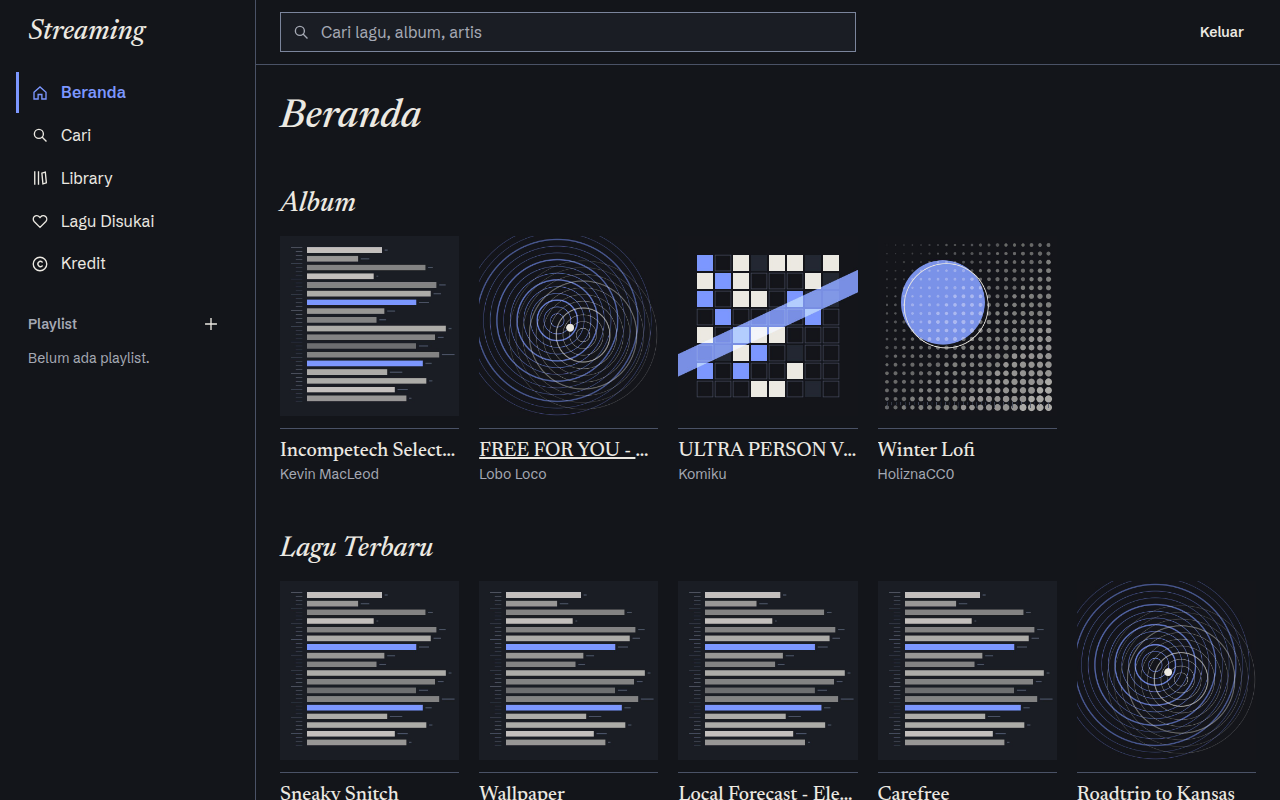 Streaming
Cari lagu, album, artis
Keluar
Beranda
Cari
Library
Lagu Disukai
Kredit
Playlist
Belum ada playlist.
Beranda
Album
Incompetech Select...
Kevin MacLeod
FREE FOR YOU - ...
Lobo Loco
ULTRA PERSON V...
Komiku
Winter Lofi
HoliznaCC0
Lagu Terbaru
Sneaky Snitch
Wallpaper
Local Forecast - Ele...
Carefree
Roadtrip to Kansas